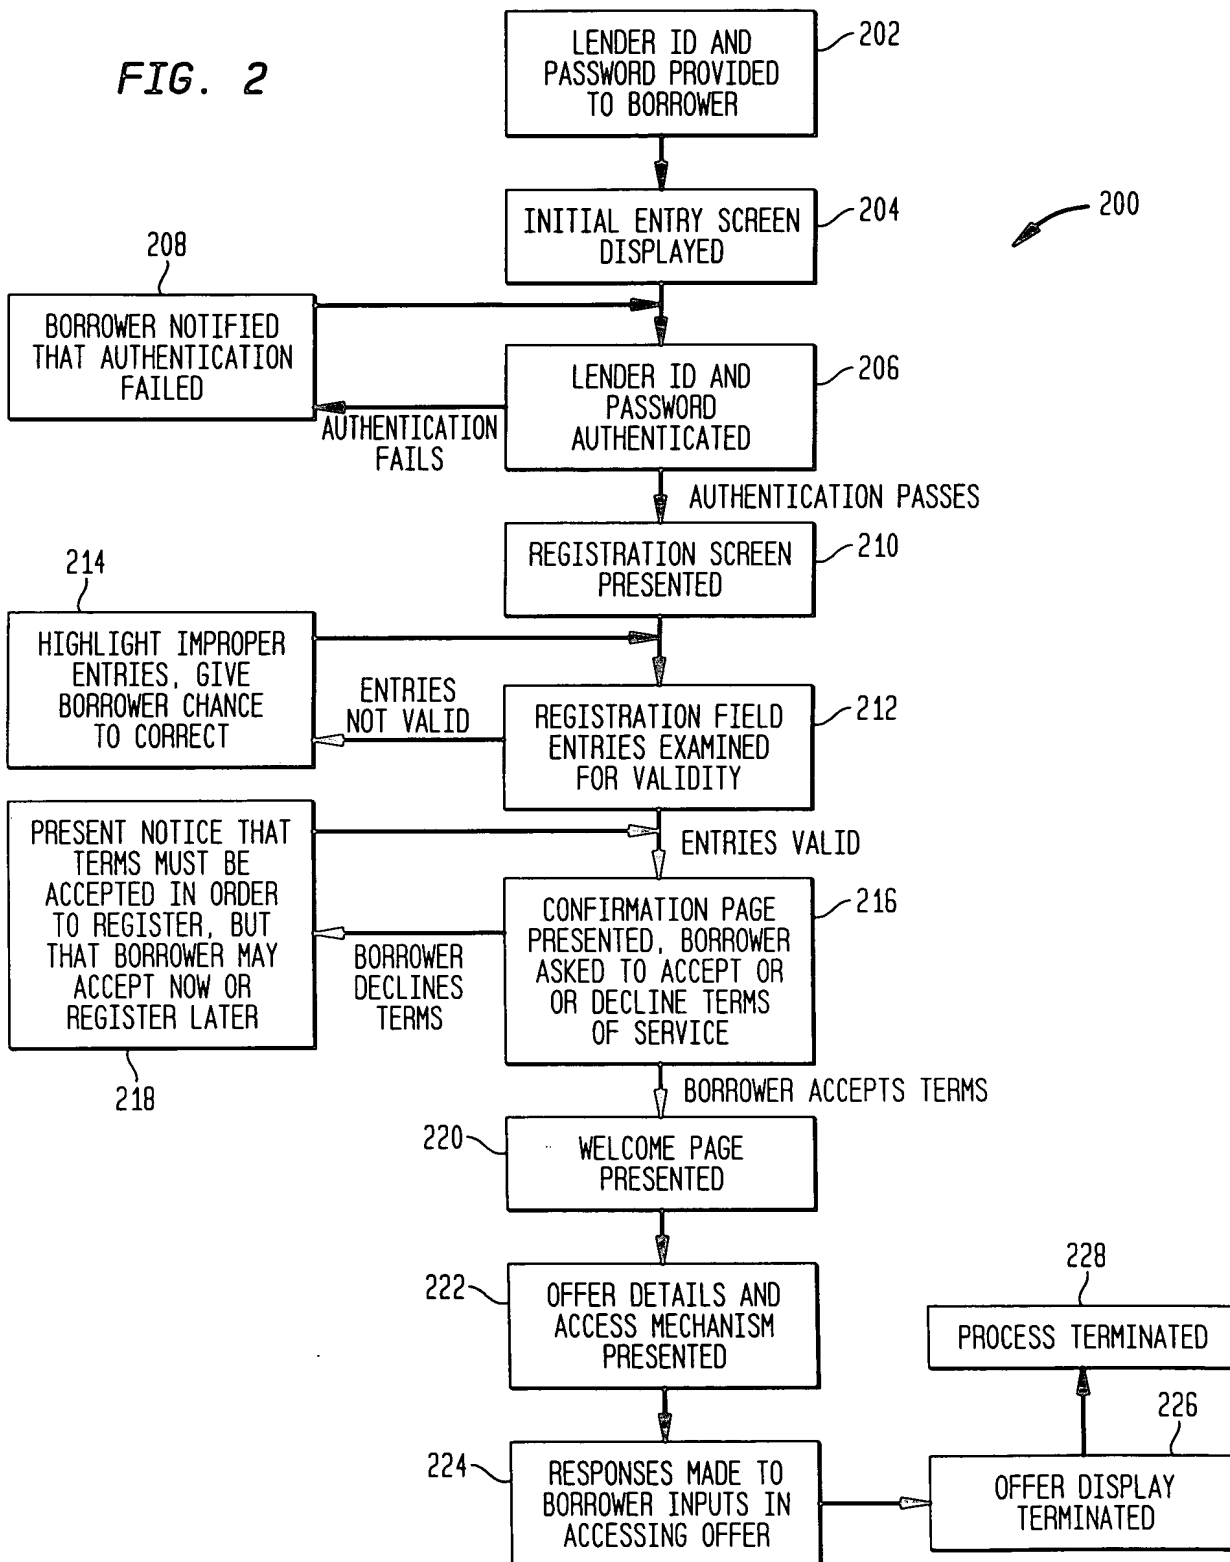 FIG. 2
LENDER ID AND
PASSWORD PROVIDED
TO BORROWER
202
INITIAL ENTRY SCREEN
DISPLAYED
204
200
208
BORROWER NOTIFIED
THAT AUTHENTICATION
FAILED
LENDER ID AND
PASSWORD
AUTHENTICATED
206
AUTHENTICATION
FAILS
AUTHENTICATION PASSES
REGISTRATION SCREEN
PRESENTED
210
214
HIGHLIGHT IMPROPER
ENTRIES, GIVE
BORROWER CHANCE
TO CORRECT
ENTRIES
NOT VALID
REGISTRATION FIELD
ENTRIES EXAMINED
FOR VALIDITY
212
ENTRIES VALID
PRESENT NOTICE THAT
TERMS MUST BE
ACCEPTED IN ORDER
TO REGISTER, BUT
THAT BORROWER MAY
ACCEPT NOW OR
REGISTER LATER
218
BORROWER
DECLINES
TERMS
CONFIRMATION PAGE
PRESENTED, BORROWER
ASKED TO ACCEPT OR
OR DECLINE TERMS
OF SERVICE
216
BORROWER ACCEPTS TERMS
220
WELCOME PAGE
PRESENTED
222
OFFER DETAILS AND
ACCESS MECHANISM
PRESENTED
228
PROCESS TERMINATED
224
RESPONSES MADE TO
BORROWER INPUTS IN
ACCESSING OFFER
226
OFFER DISPLAY
TERMINATED